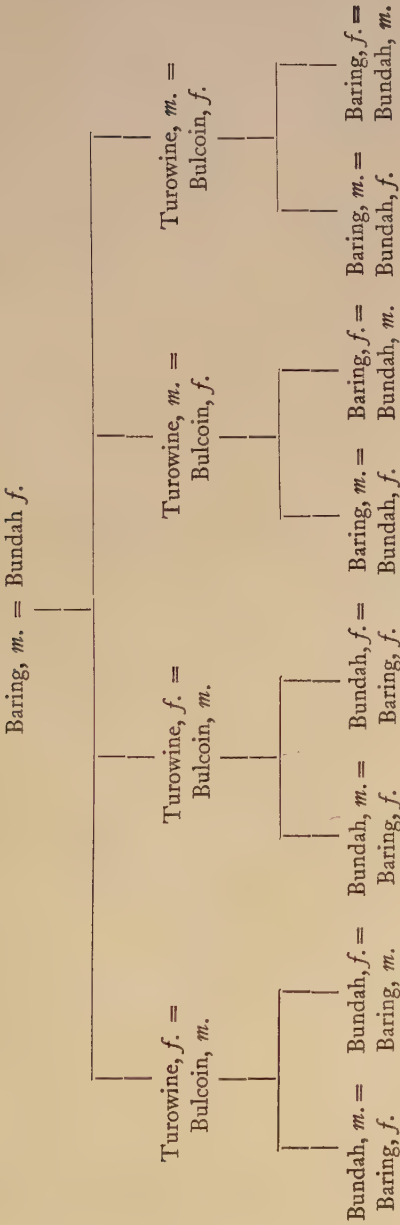 Baring, m. = Bundah f.
Turowine, f. =
Bulcoin, m.
Turowine, f. =
Bulcoin, m.
Turowine, m. =
Bulcoin, f.
Turowine, m. =
Bulcoin, f.
Bundah, m. =
Baring, f.
Bundah, f. =
Baring, m.
Bundah, m. =
Baring, f.
Bundah, f. =
Baring, f.
Baring, m. =
Bundah, f.
Baring, f. =
Bundah, m.
Baring, m. =
Bundah, f.
Baring, f. =
Bundah, m.